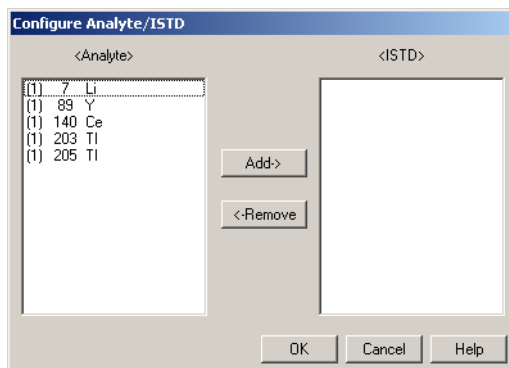 Configure Analyte/ISTD
<Analyte>
<ISTD>
(1) 7 Li
(1) 89 Y
(1) 140 Ce
(1) 203 Tl
(1) 205 Tl
Add->
<-Remove
OK
Cancel
Help